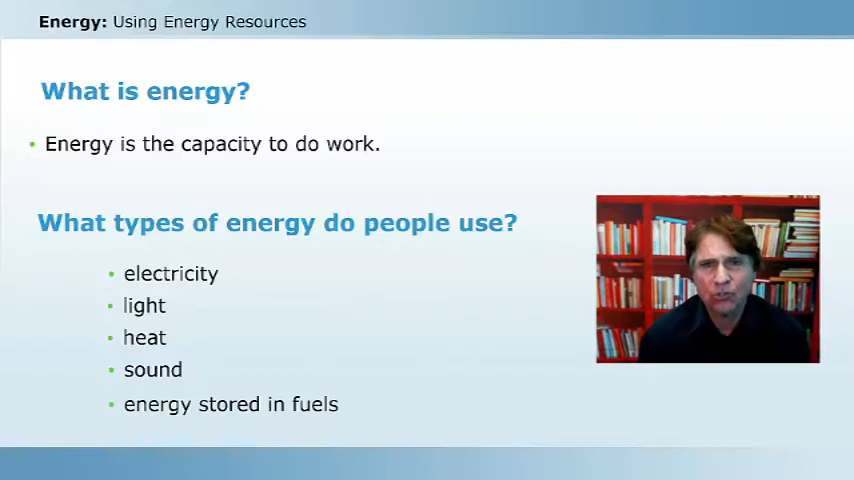 Energy: Using Energy Resources
What is energy?
• Energy is the capacity to do work.
What types of energy do people use?
• electricity
• light
• heat
• sound
• energy stored in fuels